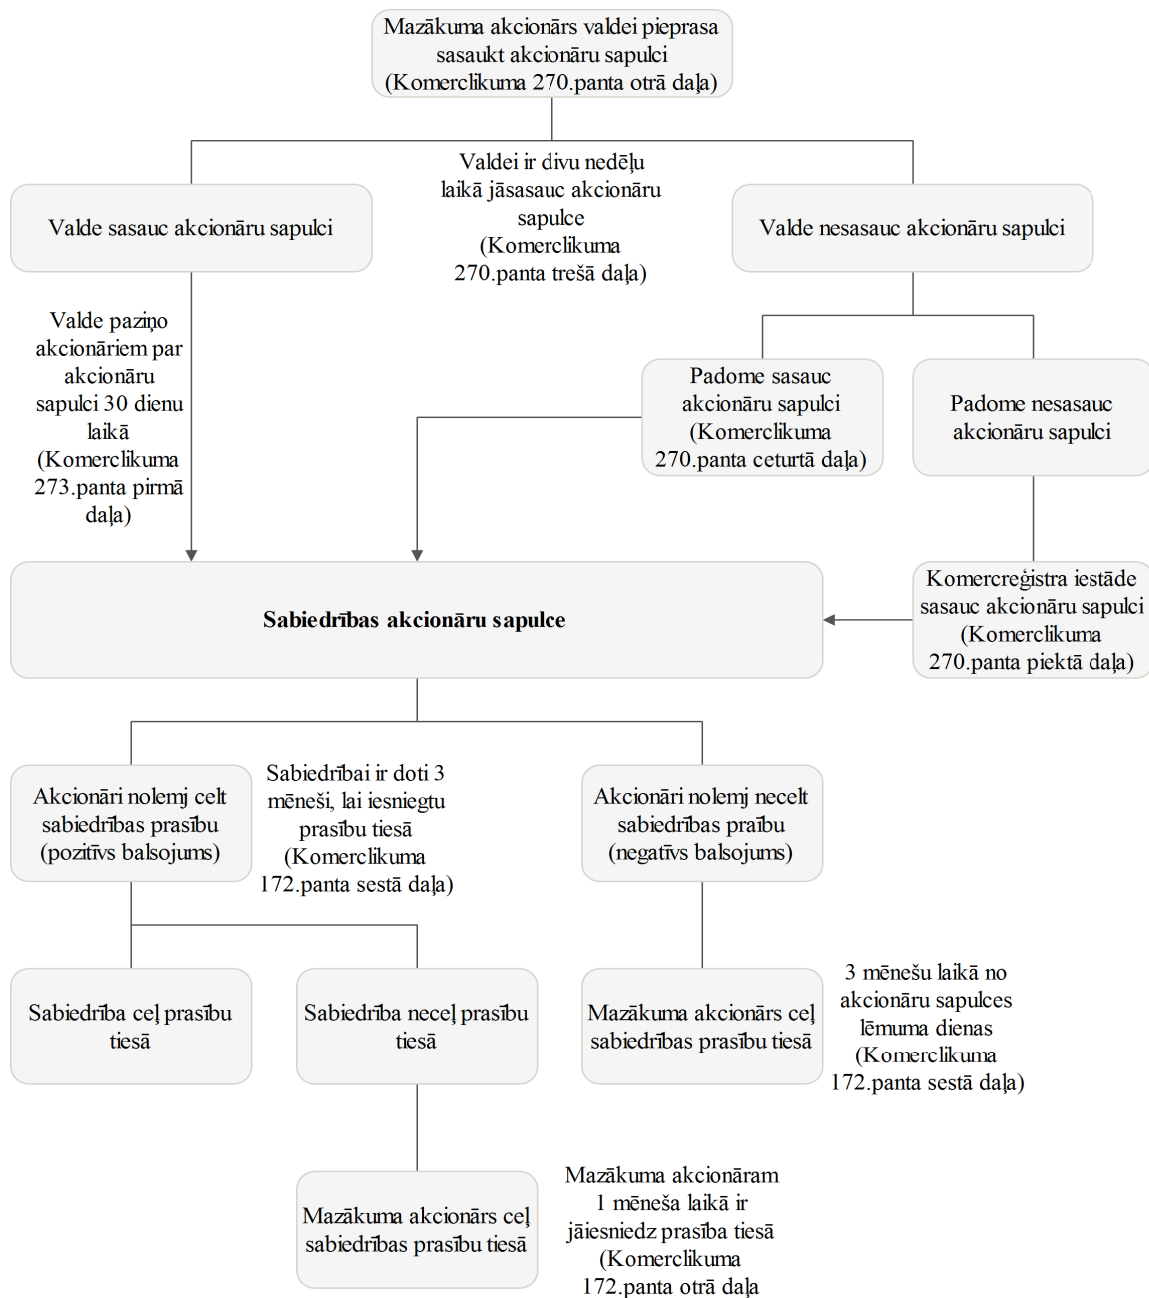 Mazākuma akcionārs valdei pieprasa
sasaukt akcionāru sapulci
(Komerclikuma 270.panta otrā daļa)
Valdei ir divu nedēļu
laikā jāsasauc akcionāru
sapulce
(Komerclikuma
270.panta trešā daļa)
Valde sasauc akcionāru sapulci
Valde nesasauc akcionāru sapulci
Valde paziņo
akcionāriem par
akcionāru
sapulci 30 dienu
laikā
(Komerclikuma
273.panta pirmā
daļa)
Padome sasauc
akcionāru sapulci
(Komerclikuma
270.panta ceturtā daļa)
Padome nesasauc
akcionāru sapulci
Sabiedrības akcionāru sapulce
Komercreģistra iestāde
sasauc akcionāru sapulci
(Komerclikuma
270.panta piektā daļa)
Akcionāri nolemj celt
sabiedrības prasību
(pozitīvs balsojums)
Sabiedrībai ir doti 3
mēneši, lai iesniegtu
prasību tiesā
(Komerclikuma
172.panta sestā daļa)
Akcionāri nolemj necelt
sabiedrības praību
(negatīvs balsojums)
Sabiedrība ceļ prasību
tiesā
Sabiedrība neceļ prasību
tiesā
Mazākuma akcionārs ceļ
sabiedrības prasību tiesā
3 mēnešu laikā no
akcionāru sapulces
lēmuma dienas
(Komerclikuma
172.panta sestā daļa)
Mazākuma akcionārs ceļ
sabiedrības prasību tiesā
Mazākuma akcionāram
1 mēneša laikā ir
jāiesniedz prasība tiesā
(Komerclikuma
172.panta otrā daļa